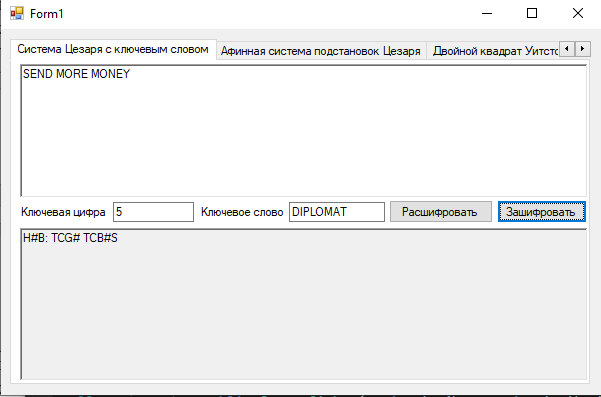 Form1
Система Цезаря с ключевым словом Афинная система подстановок Цезаря Двойной квадрат Уитстo
SEND MORE MONEY
Ключевая цифра 5 Ключевое слово DIPLOMAT Расшифровать Зашифровать
H#B: TCG# TCB#S